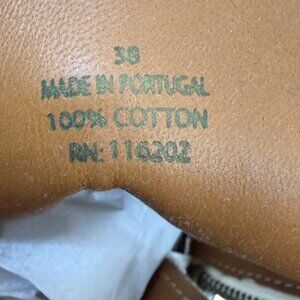 38
MADE IN PORTUGAL
100% COTTON
RN: 116202